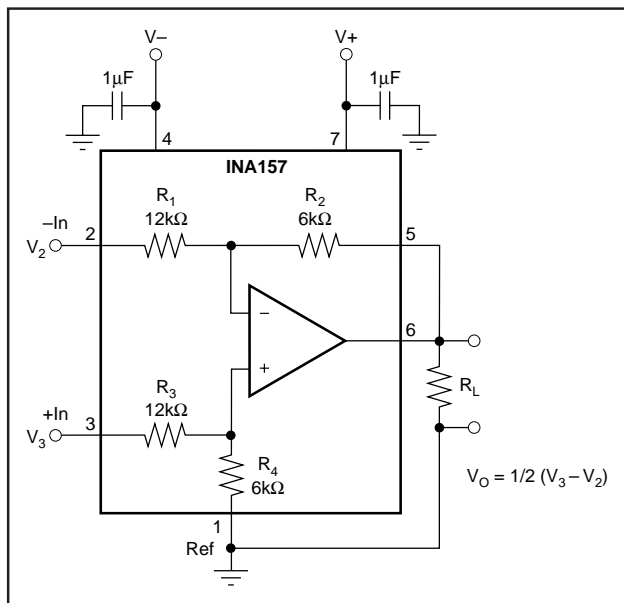 V– V+
1µF 1µF
4 7
INA157
R1 R2
12kΩ 6kΩ
–In
V2 2 5
–
6
+
RL
R3
+In 12kΩ
V3 3
R4
6kΩ
VO = 1/2 (V3 – V2)
1
Ref